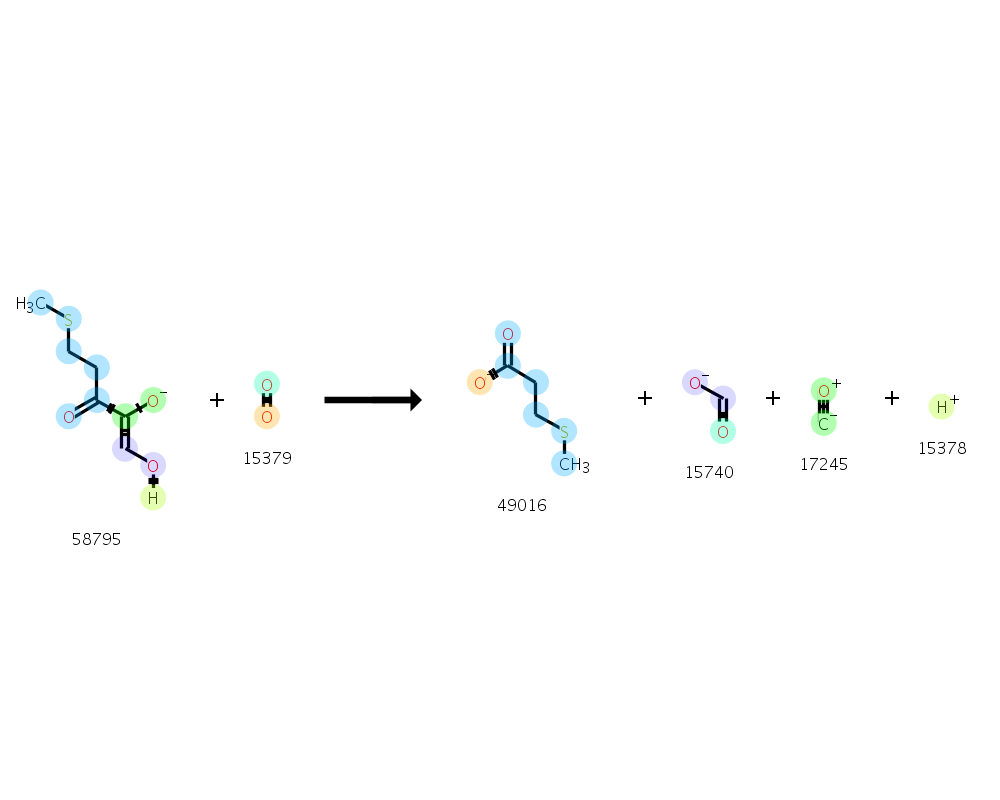 H3C
S
O
O-
O
H
58795
+
O
O
15379
O
O-
S
CH3
49016
+
O-
O
15740
+
O+
C-
17245
+
H+
15378